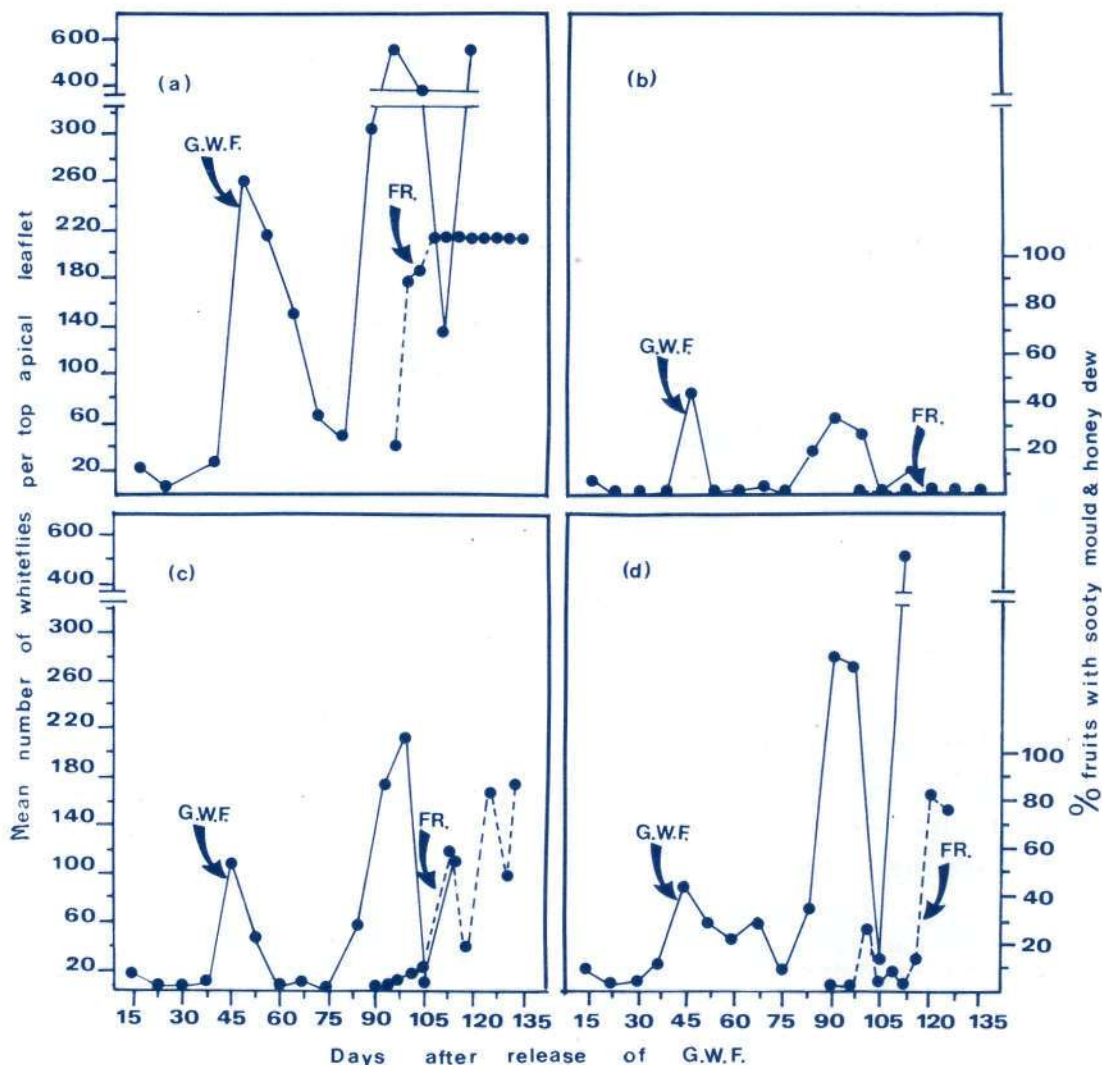 Mean number of whiteflies per top apical leaflet
600
400
300
260
220
180
140
100
60
20
(a)
G.W.F.
FR.
(b)
G.W.F.
FR.
100
80
60
40
20
600
400
300
260
220
180
140
100
60
20
(c)
G.W.F.
FR.
(d)
G.W.F.
FR.
100
80
60
40
20
% fruits with sooty mould & honey dew
15 30 45 60 75 90 105 120 135
15 30 45 60 75 90 105 120 135
Days after release of G.W.F.